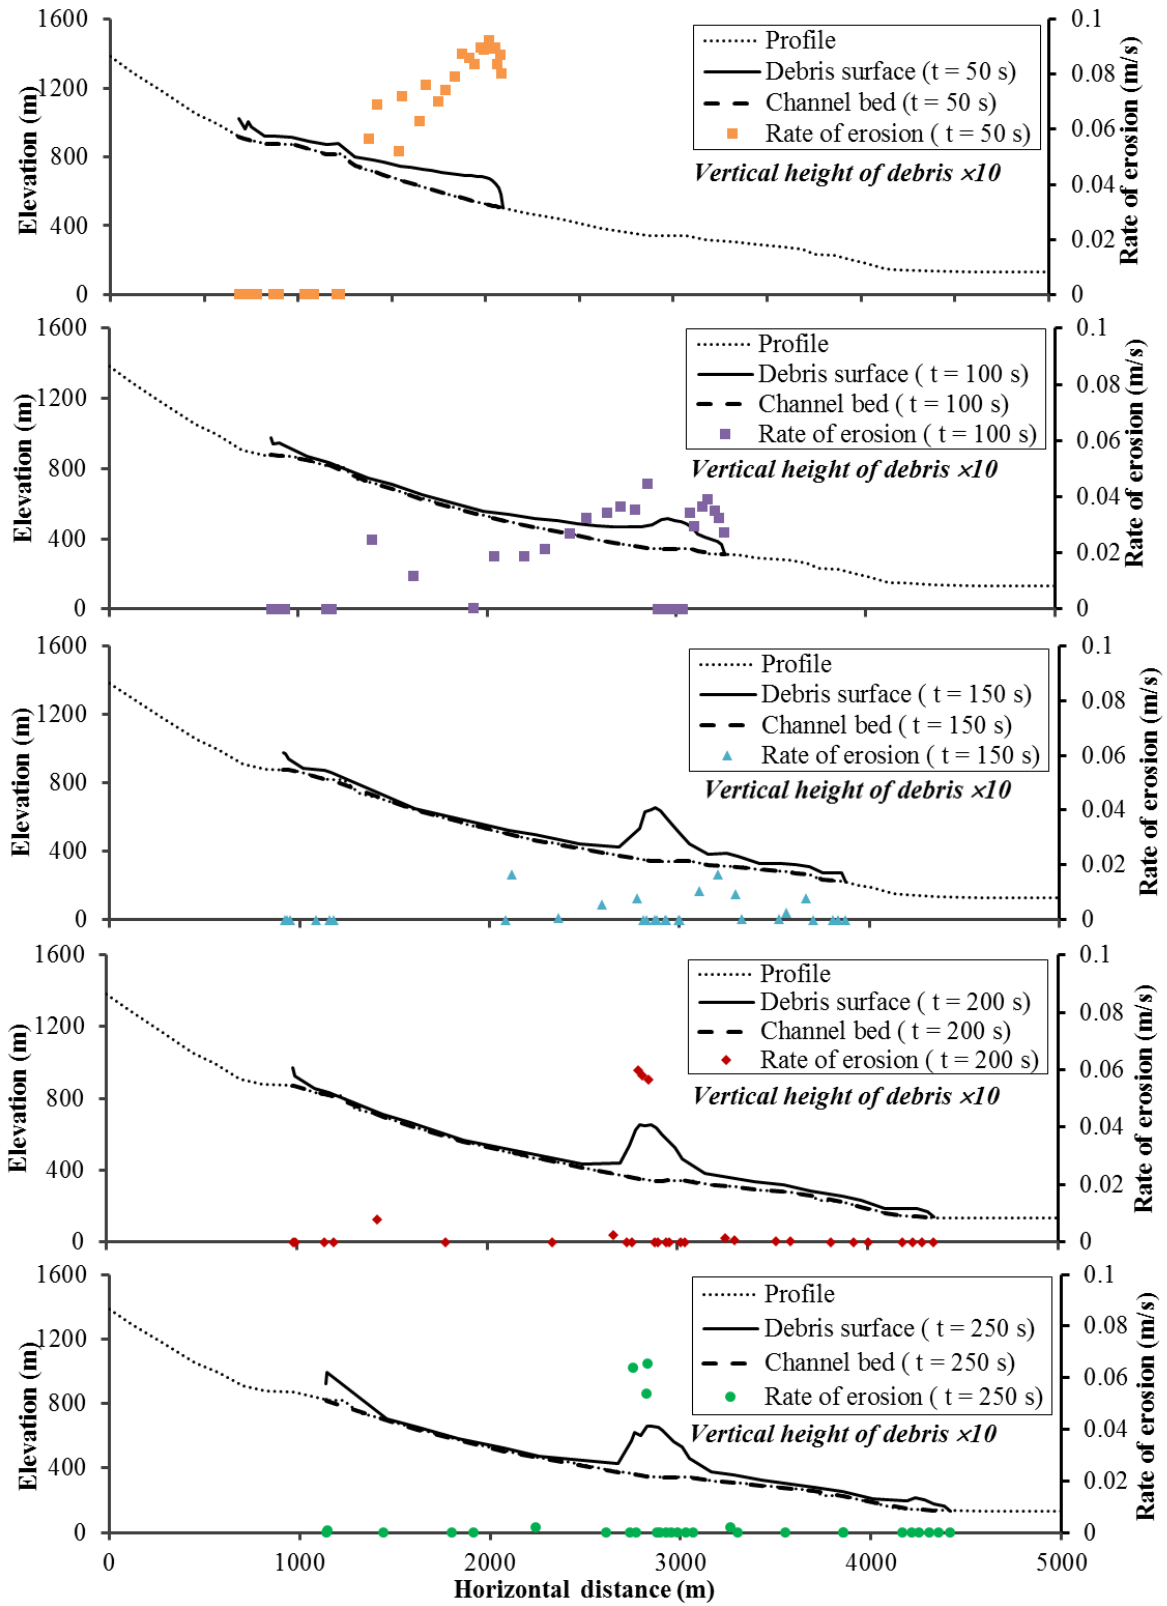 1600
1200
800
400
0
Elevation (m)
Profile
Debris surface (t = 50 s)
Channel bed (t = 50 s)
Rate of erosion ( t = 50 s)
Vertical height of debris ×10
0.1
0.08
0.06
0.04
0.02
0
Rate of erosion (m/s)
1600
1200
800
400
0
Elevation (m)
Profile
Debris surface ( t = 100 s)
Channel bed ( t = 100 s)
Rate of erosion ( t = 100 s)
Vertical height of debris ×10
0.1
0.08
0.06
0.04
0.02
0
Rate of erosion (m/s)
1600
1200
800
400
0
Elevation (m)
Profile
Debris surface ( t = 150 s)
Channel bed ( t = 150 s)
Rate of erosion ( t = 150 s)
Vertical height of debris ×10
0.1
0.08
0.06
0.04
0.02
0
Rate of erosion (m/s)
1600
1200
800
400
0
Elevation (m)
Profile
Debris surface ( t = 200 s)
Channel bed ( t = 200 s)
Rate of erosion ( t = 200 s)
Vertical height of debris ×10
0.1
0.08
0.06
0.04
0.02
0
Rate of erosion (m/s)
1600
1200
800
400
0
Elevation (m)
Profile
Debris surface ( t = 250 s)
Channel bed ( t = 250 s)
Rate of erosion ( t = 250 s)
Vertical height of debris ×10
0.1
0.08
0.06
0.04
0.02
0
Rate of erosion (m/s)
0 1000 2000 3000 4000 5000
Horizontal distance (m)